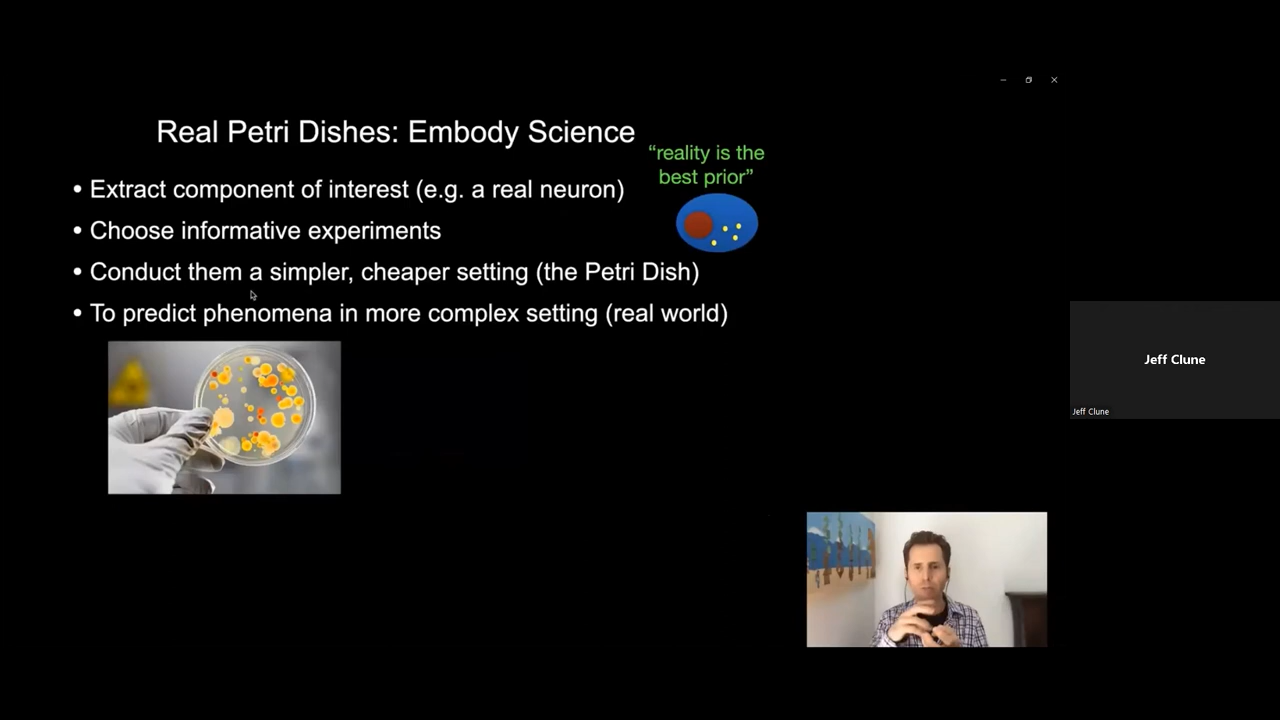 Real Petri Dishes: Embody Science
“reality is the
best prior”
• Extract component of interest (e.g. a real neuron)
• Choose informative experiments
• Conduct them a simpler, cheaper setting (the Petri Dish)
• To predict phenomena in more complex setting (real world)
Jeff Clune
Jeff Clune